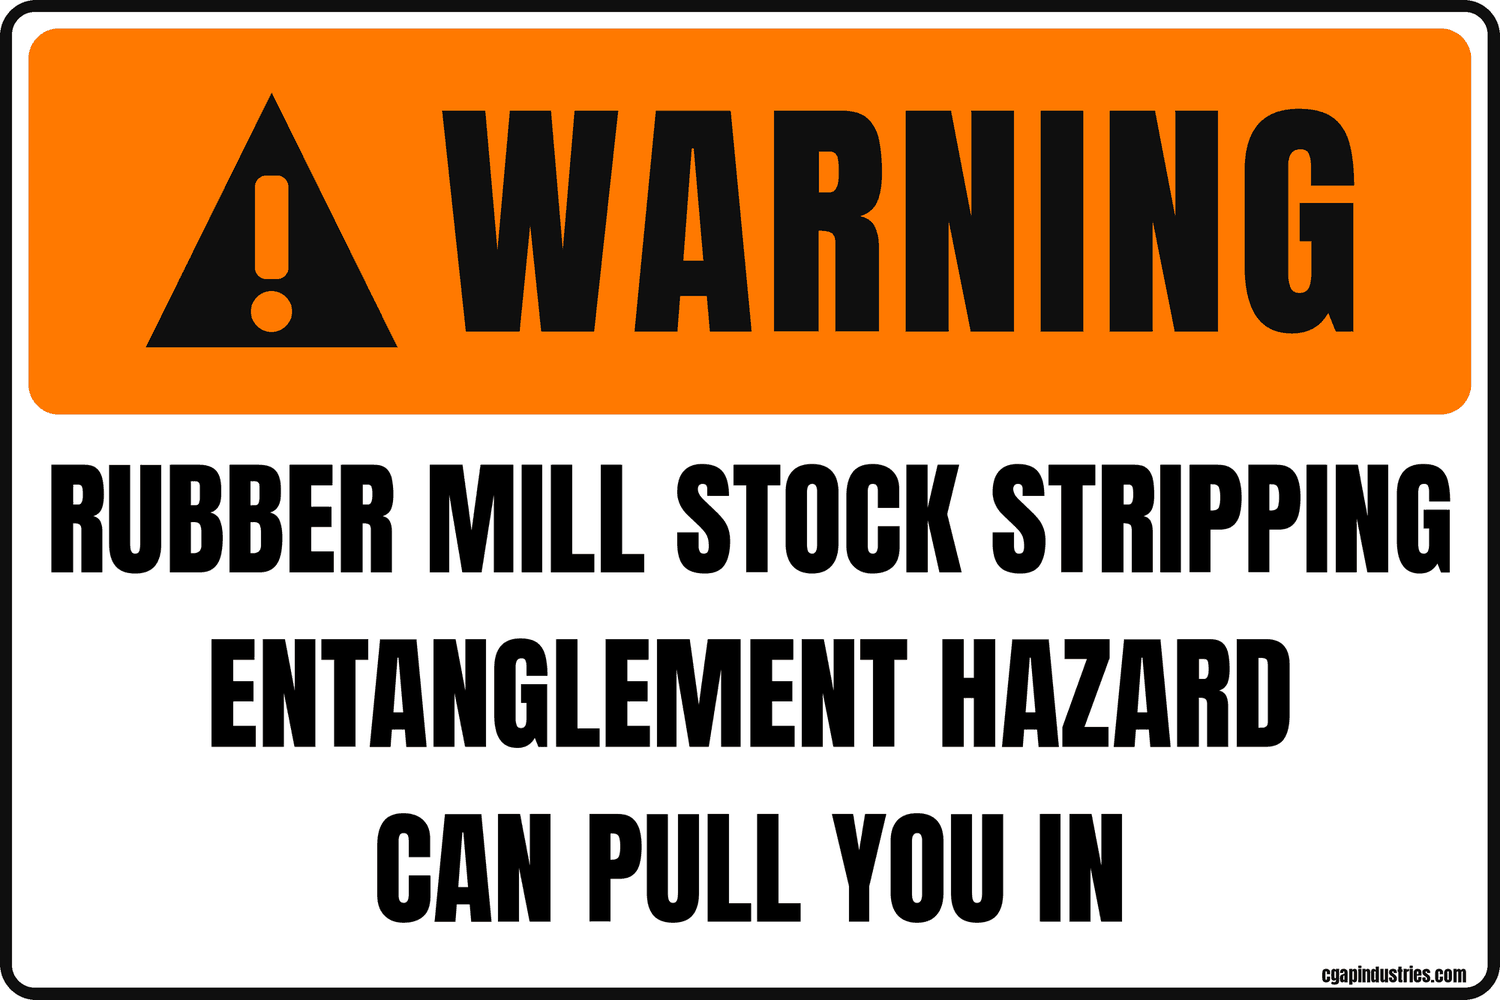 WARNING
RUBBER MILL STOCK STRIPPING
ENTANGLEMENT HAZARD
CAN PULL YOU IN
cgapindustries.com